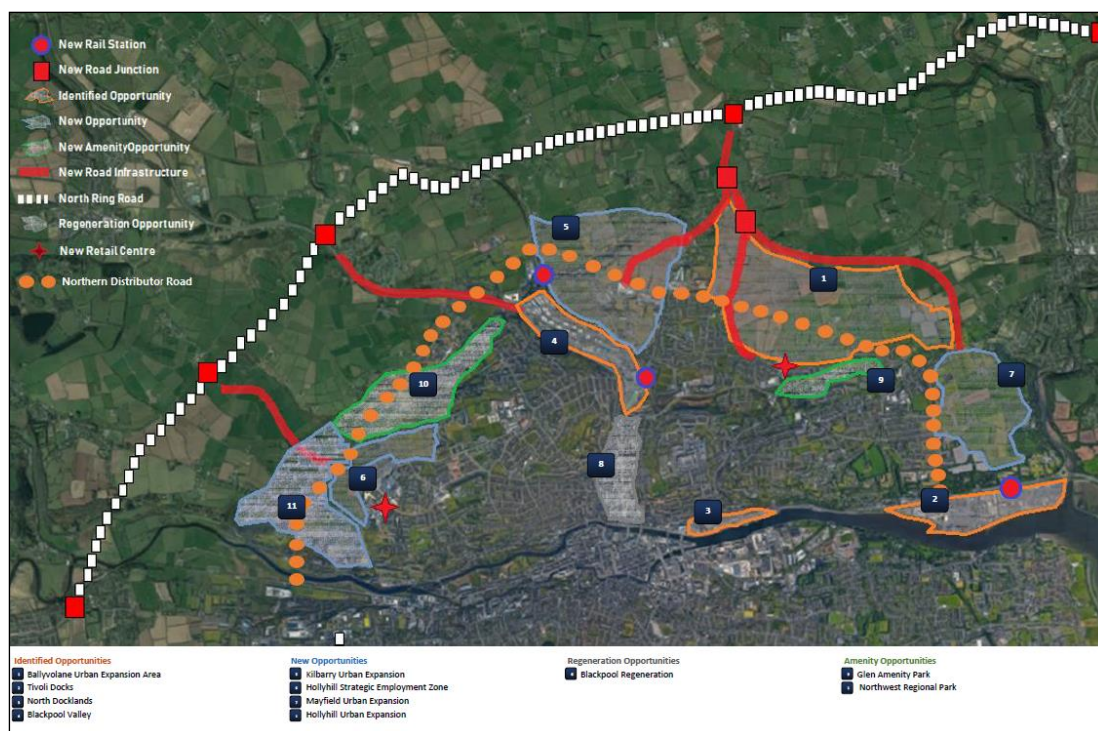 New Rail Station
New Road Junction
Identified Opportunity
New Opportunity
New AmenityOpportunity
New Road Infrastructure
North Ring Road
Regeneration Opportunity
New Retail Centre
Northern Distributor Road
5
1
4
7
10
9
6
8
11
3
2
Identified Opportunities
Ballyvolane Urban Expansion Area
Tivoli Docks
North Docklands
Blackpool Valley
New Opportunities
Kilbarry Urban Expansion
Hollyhill Strategic Employment Zone
Mayfield Urban Expansion
Hollyhill Urban Expansion
Regeneration Opportunities
Blackpool Regeneration
Amenity Opportunities
Glen Amenity Park
Northwest Regional Park